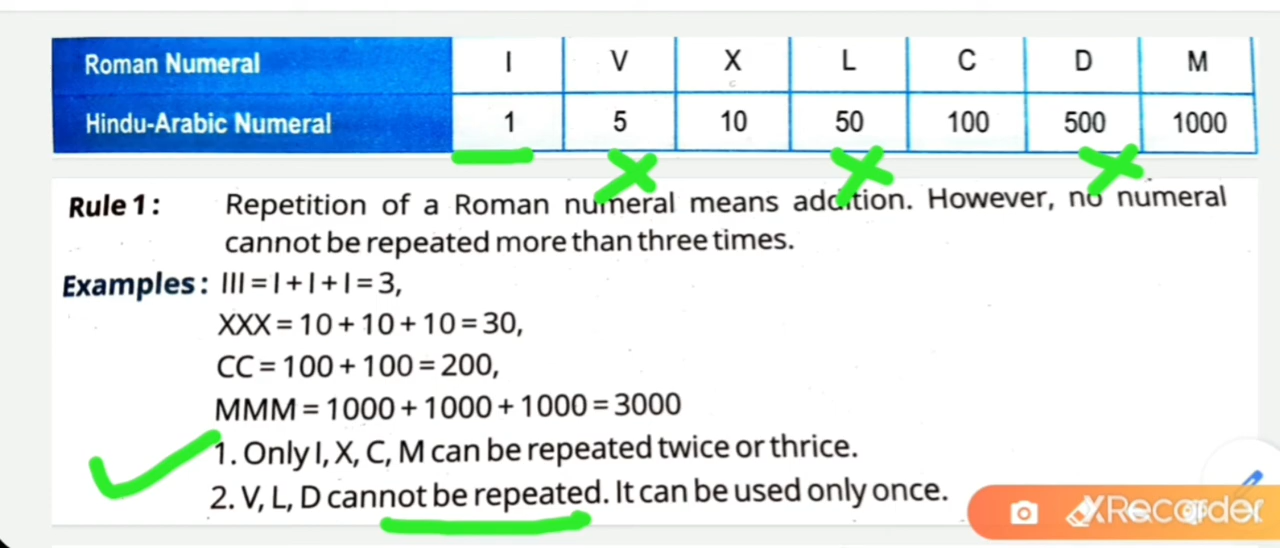 Roman Numeral I V X L C D M
Hindu-Arabic Numeral 1 5 10 50 100 500 1000
Rule 1: Repetition of a Roman numeral means addition. However, no numeral
cannot be repeated more than three times.
Examples: III = I + I + I = 3,
XXX = 10 + 10 + 10 = 30,
CC = 100 + 100 = 200,
MMM = 1000 + 1000 + 1000 = 3000
1. Only I, X, C, M can be repeated twice or thrice.
2. V, L, D cannot be repeated. It can be used only once.
XRecorder